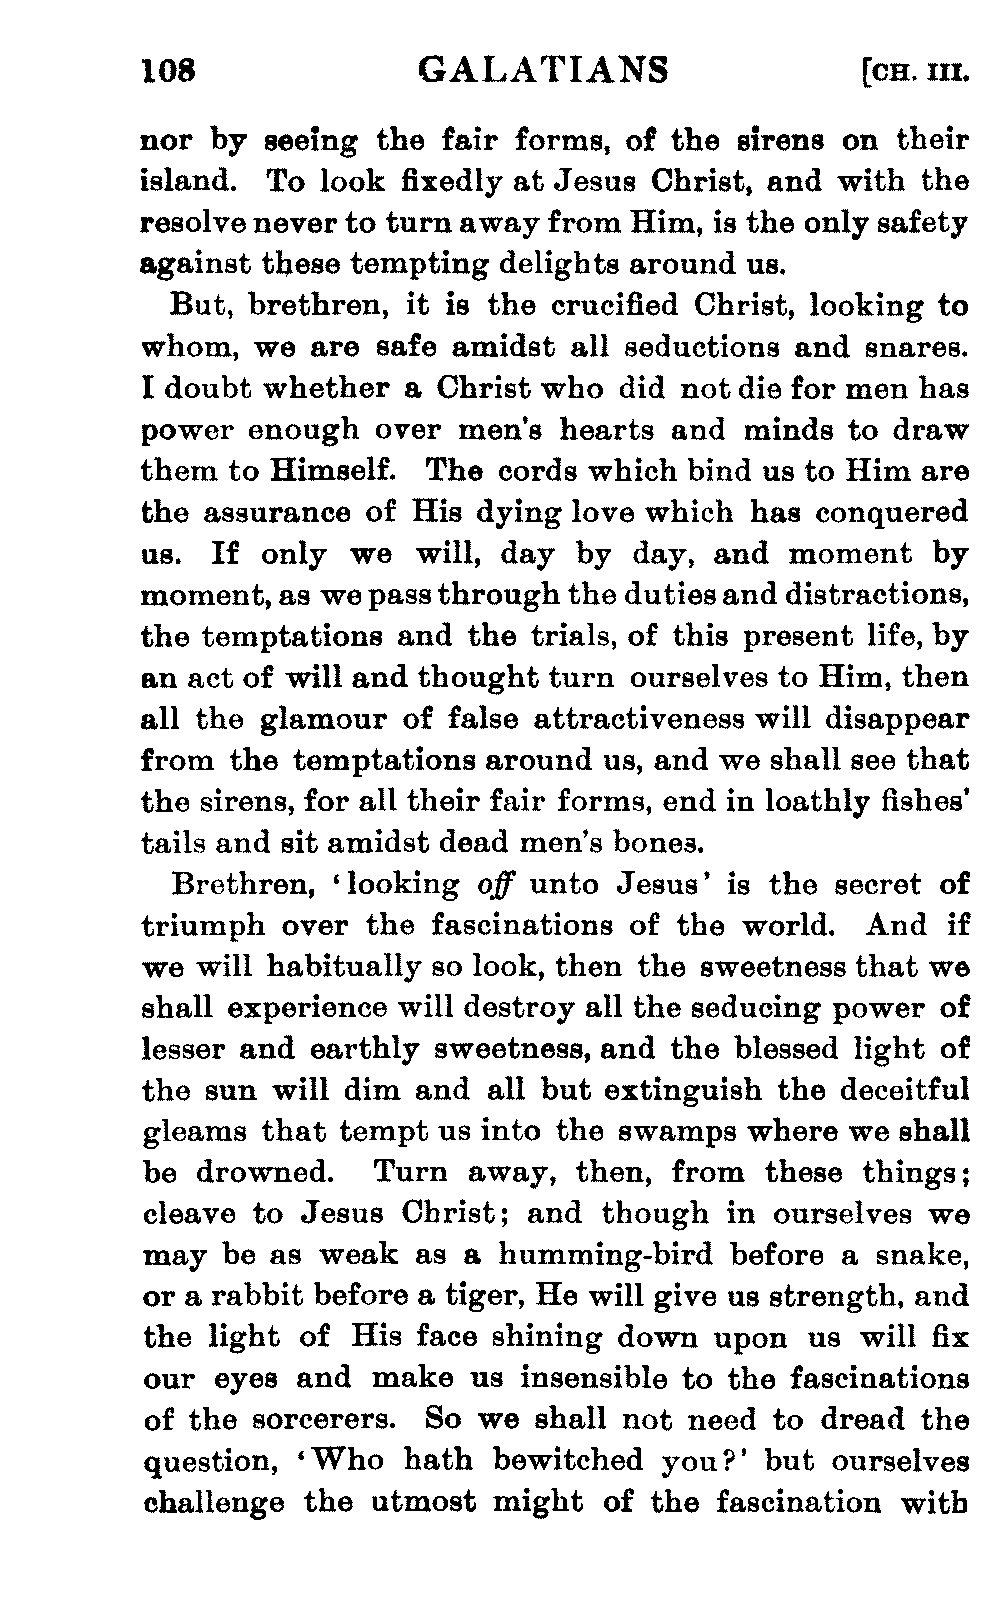 108 GALATIANS [CH. III.
nor by seeing the fair forms, of the sirens on their
island. To look fixedly at Jesus Christ, and with the
resolve never to turn away from Him, is the only safety
against these tempting delights around us.
But, brethren, it is the crucified Christ, looking to
whom, we are safe amidst all seductions and snares.
I doubt whether a Christ who did not die for men has
power enough over men's hearts and minds to draw
them to Himself. The cords which bind us to Him are
the assurance of His dying love which has conquered
us. If only we will, day by day, and moment by
moment, as we pass through the duties and distractions,
the temptations and the trials, of this present life, by
an act of will and thought turn ourselves to Him, then
all the glamour of false attractiveness will disappear
from the temptations around us, and we shall see that
the sirens, for all their fair forms, end in loathly fishes'
tails and sit amidst dead men's bones.
Brethren, 'looking off unto Jesus' is the secret of
triumph over the fascinations of the world. And if
we will habitually so look, then the sweetness that we
shall experience will destroy all the seducing power of
lesser and earthly sweetness, and the blessed light of
the sun will dim and all but extinguish the deceitful
gleams that tempt us into the swamps where we shall
be drowned. Turn away, then, from these things;
cleave to Jesus Christ; and though in ourselves we
may be as weak as a humming-bird before a snake,
or a rabbit before a tiger, He will give us strength, and
the light of His face shining down upon us will fix
our eyes and make us insensible to the fascinations
of the sorcerers. So we shall not need to dread the
question, 'Who hath bewitched you?' but ourselves
challenge the utmost might of the fascination with